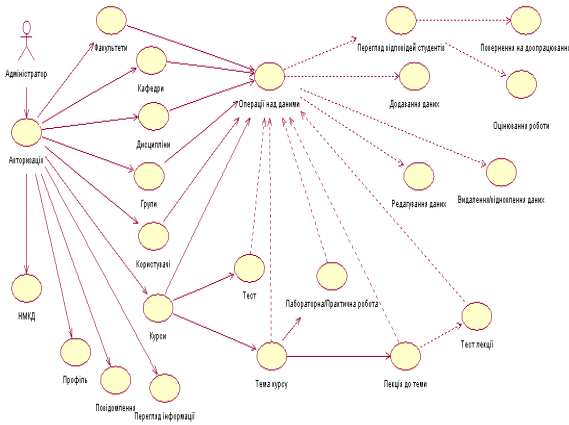 Факультети
Перегляд відповідей студентів
Повернення на доопрацювання
Адміністратор
Кафедри
Операції над даними
Додавання даних
Оцінювання роботи
Дисципліни
Авторизація
Групи
Редагування даних
Видалення/відновлення даних
Користувачі
НМКД
Тест
Лабораторна/Практична робота
Курси
Тест лекції
Профіль
Тема курсу
Лекція до теми
Повідомлення
Перегляд інформації